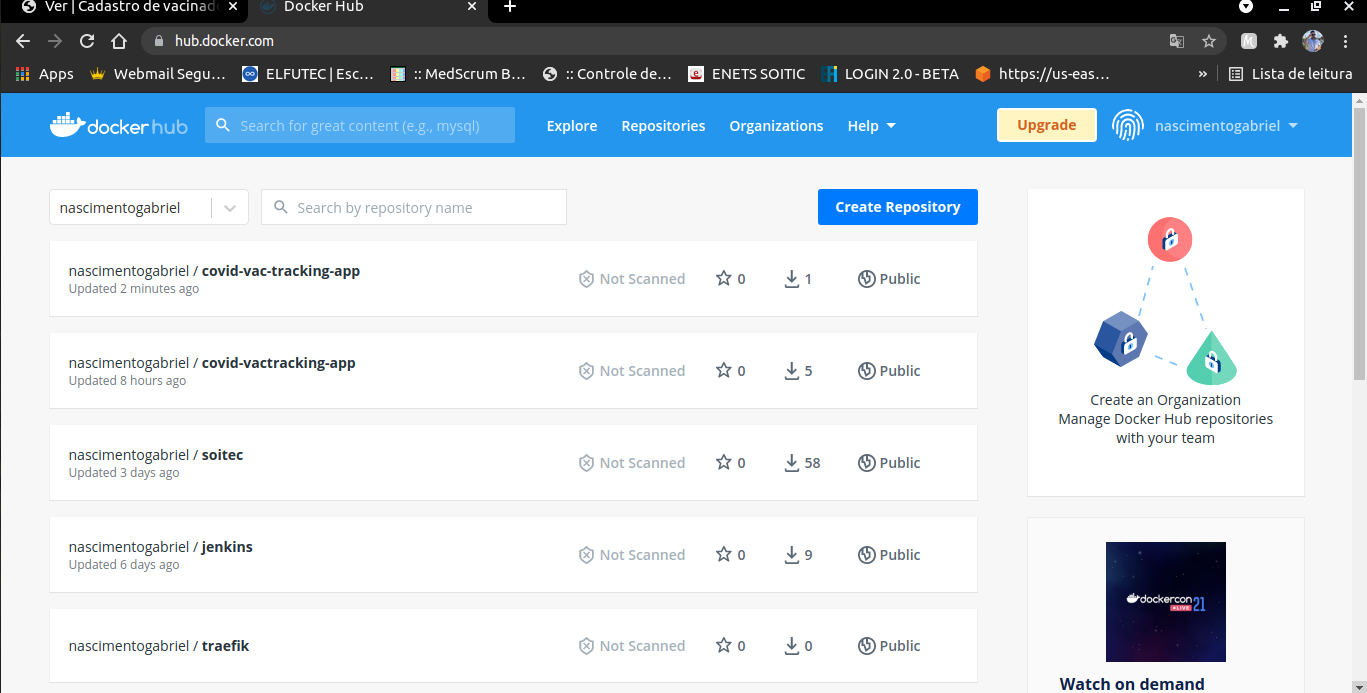 Ver | Cadastro de vacinad
Docker Hub
hub.docker.com
Apps
Webmail Segu...
ELFUTEC | Esc...
:: MedScrum B...
:: Controle de...
ENETS SOITIC
LOGIN 2.0 - BETA
https://us-eas...
»
Lista de leitura
docker hub
Search for great content (e.g., mysql)
Explore
Repositories
Organizations
Help
Upgrade
nascimentogabriel
nascimentogabriel
Search by repository name
Create Repository
nascimentogabriel / covid-vac-tracking-app
Updated 2 minutes ago
Not Scanned
0
1
Public
nascimentogabriel / covid-vactracking-app
Updated 8 hours ago
Not Scanned
0
5
Public
nascimentogabriel / soitec
Updated 3 days ago
Not Scanned
0
58
Public
nascimentogabriel / jenkins
Updated 6 days ago
Not Scanned
0
9
Public
nascimentogabriel / traefik
Not Scanned
0
0
Public
Create an Organization
Manage Docker Hub repositories
with your team
dockercon
LIVE
21
Watch on demand